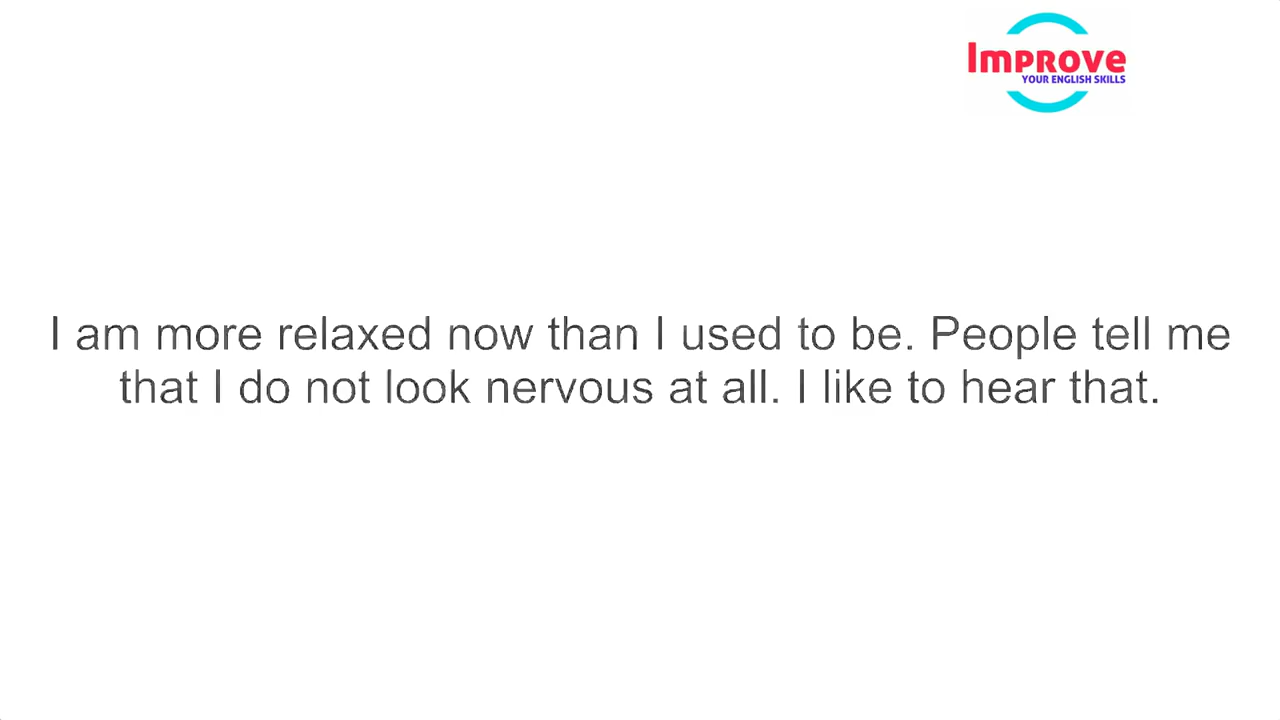 Improve
YOUR ENGLISH SKILLS
I am more relaxed now than I used to be. People tell me
that I do not look nervous at all. I like to hear that.